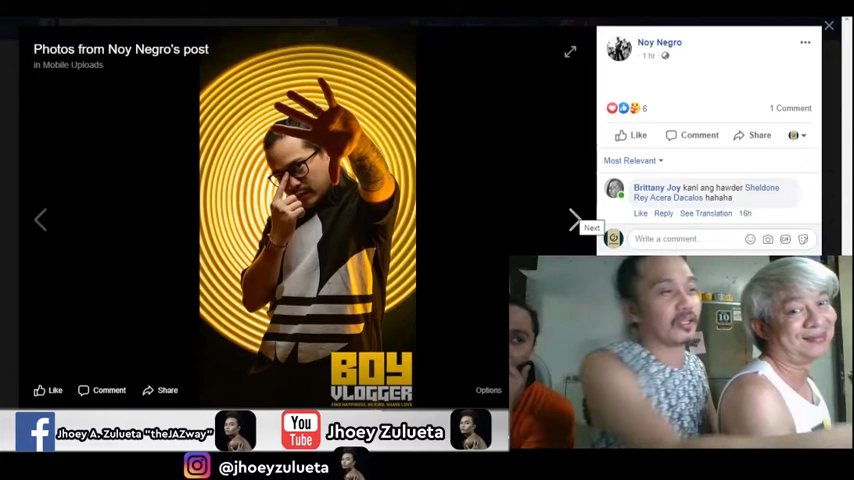 Photos from Noy Negro's post
in Mobile Uploads
Noy Negro
1 hr
6
1 Comment
Like
Comment
Share
Most Relevant
Brittany Joy kani ang hawder Sheldone
Rey Acera Dacalos hahaha
Like Reply See Translation 16h
Next
Write a comment...
GIF
10
BOY
VLOGGER
Like
Comment
Share
Options
Jhoey A. Zulueta "theJAZway"
You
Tube
Jhoey Zulueta
@jhoeyzulueta